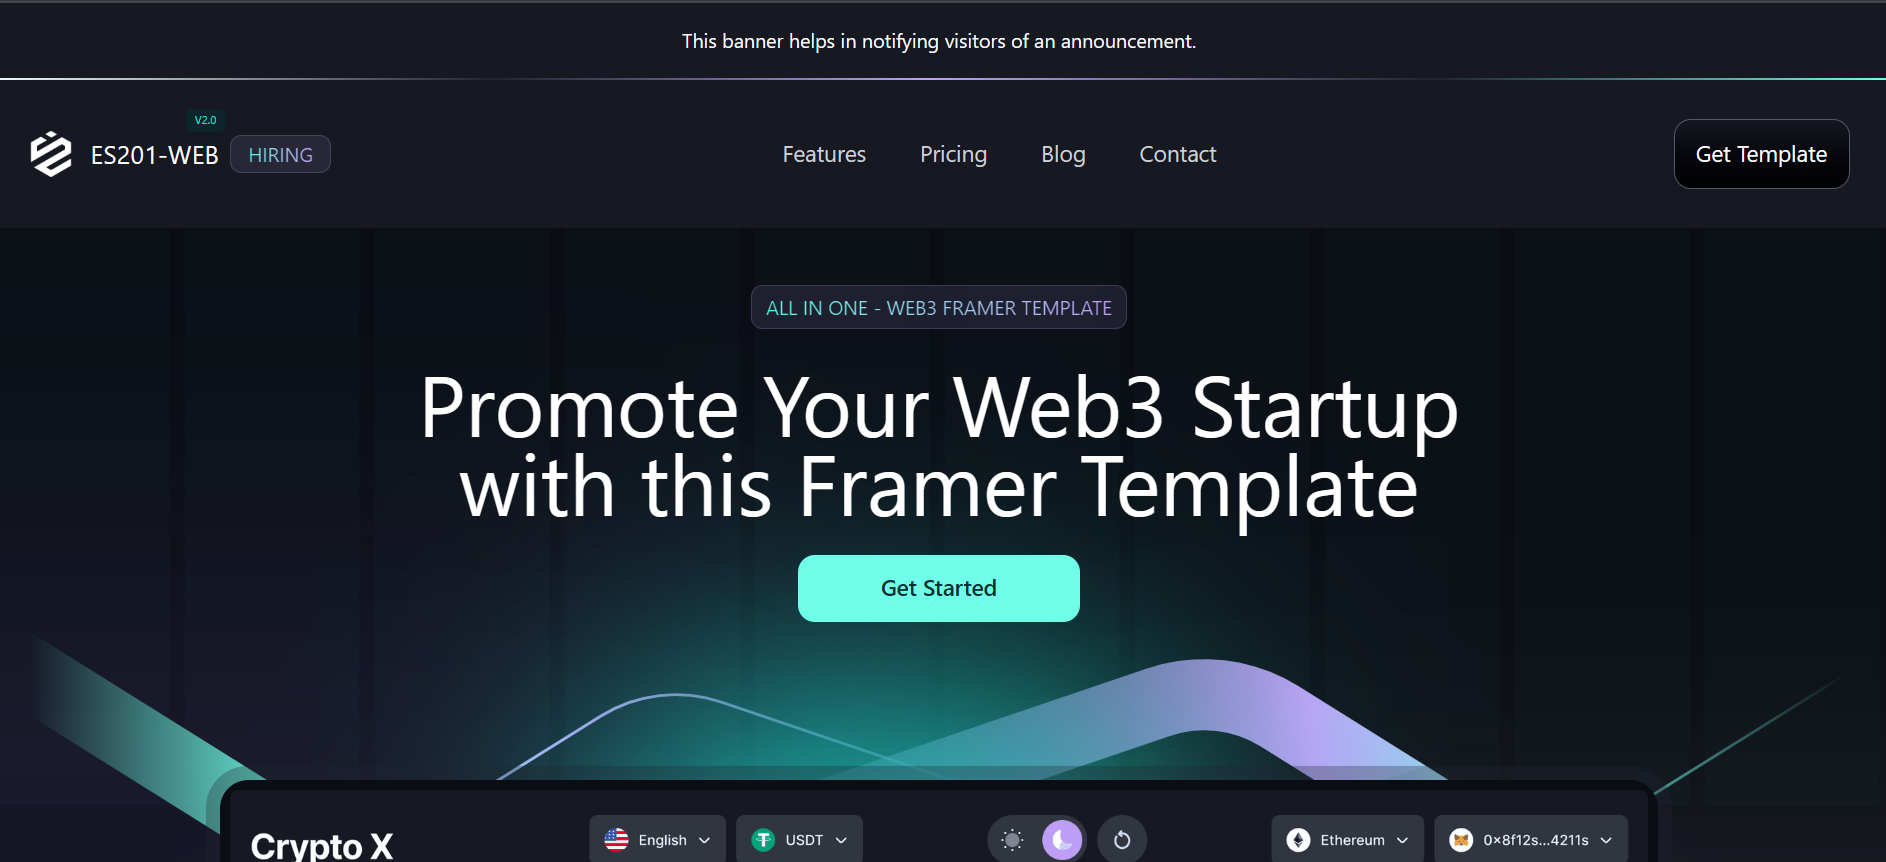 This banner helps in notifying visitors of an announcement.
V2.0
ES201-WEB HIRING Features Pricing Blog Contact Get Template
ALL IN ONE - WEB3 FRAMER TEMPLATE
Promote Your Web3 Startup
with this Framer Template
Get Started
Crypto X English USDT Ethereum 0x8f12s...4211s